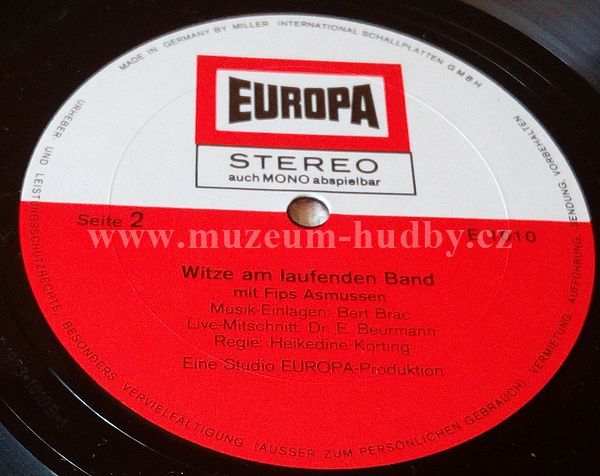 MADE IN GERMANY BY MILLER INTERNATIONAL SCHALLPLATTEN G.M.B.H
EUROPA
STEREO
auch MONO abspielbar
Seite 2
www.muzeum-hudby.cz
Witze am laufenden Band
mit Fips Asmussen
Musik-Einlagen: Bert Brac
Live-Mitschnitt: Dr. E. Beurmann
Regie: Heikedine Körting
Eine Studio EUROPA-Produktion
URHEBER- UND LEISTUNGSSCHUTZRECHTE, BESONDERS VERVIELFÄLTIGUNG (AUSSER ZUM PERSÖNLICHEN GEBRAUCH), VERMIETUNG, AUFFÜHRUNG, SENDUNG, VORBEHALTEN